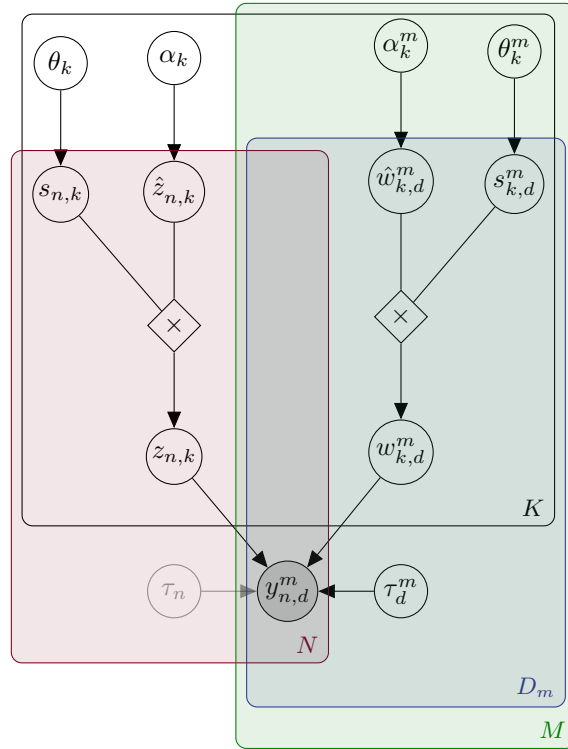 θ_k α_k α_k^m θ_k^m
s_{n,k} ẑ_{n,k} ŵ_{k,d}^m s_{k,d}^m
× ×
z_{n,k} w_{k,d}^m
K
τ_n y_{n,d}^m τ_d^m
N
D_m
M